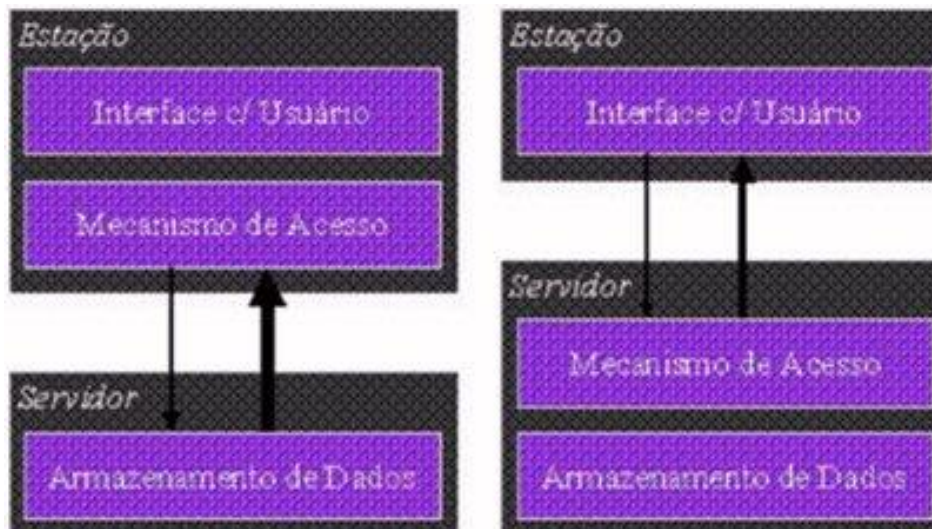 Estação
Interface c/ Usuário
Mecanismo de Acesso
Servidor
Armazenamento de Dados
Estação
Interface c/ Usuário
Servidor
Mecanismo de Acesso
Armazenamento de Dados